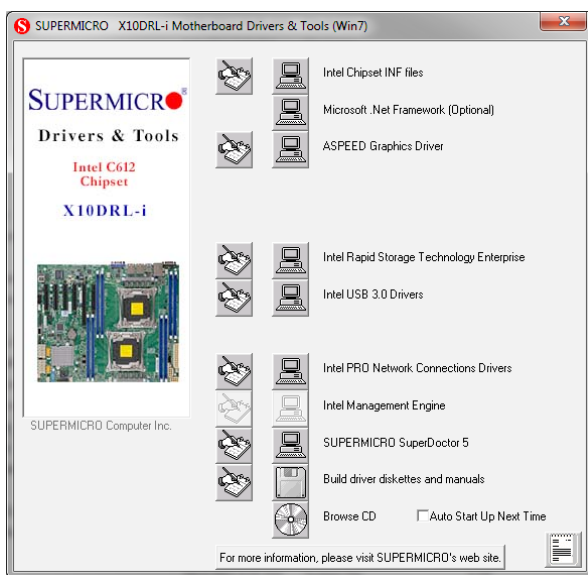 SUPERMICRO X10DRL-i Motherboard Drivers & Tools (Win7)
SUPERMICRO®
Drivers & Tools
Intel C612
Chipset
X10DRL-i
SUPERMICRO Computer Inc.
Intel Chipset INF files
Microsoft .Net Framework (Optional)
ASPEED Graphics Driver
Intel Rapid Storage Technology Enterprise
Intel USB 3.0 Drivers
Intel PRO Network Connections Drivers
Intel Management Engine
SUPERMICRO SuperDoctor 5
Build driver diskettes and manuals
Browse CD
Auto Start Up Next Time
For more information, please visit SUPERMICRO's web site.